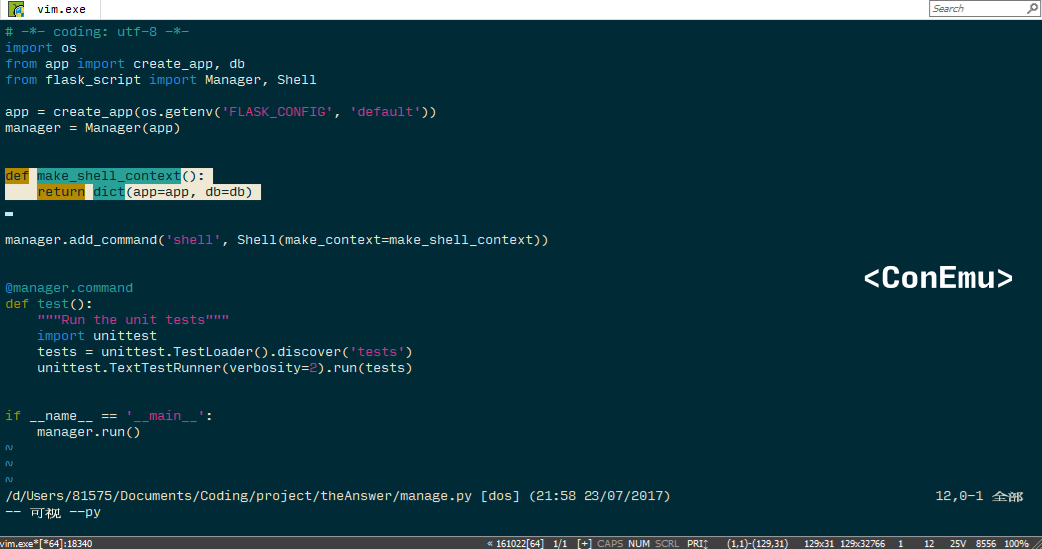 vim.exe
Search
# -*- coding: utf-8 -*-
import os
from app import create_app, db
from flask_script import Manager, Shell
app = create_app(os.getenv('FLASK_CONFIG', 'default'))
manager = Manager(app)
def make_shell_context():
    return dict(app=app, db=db)
manager.add_command('shell', Shell(make_context=make_shell_context))
<ConEmu>
@manager.command
def test():
    """Run the unit tests"""
    import unittest
    tests = unittest.TestLoader().discover('tests')
    unittest.TextTestRunner(verbosity=2).run(tests)
if __name__ == '__main__':
    manager.run()
~
~
~
/d/Users/81575/Documents/Coding/project/theAnswer/manage.py [dos] (21:58 23/07/2017) 12,0-1 全部
-- 可视 --py
vim.exe*[*64]:18340 « 161022[64] 1/1 [+] CAPS NUM SCRL PRI↕ (1,1)-(129,31) 129x31 129x32766 1 12 25V 8556 100%